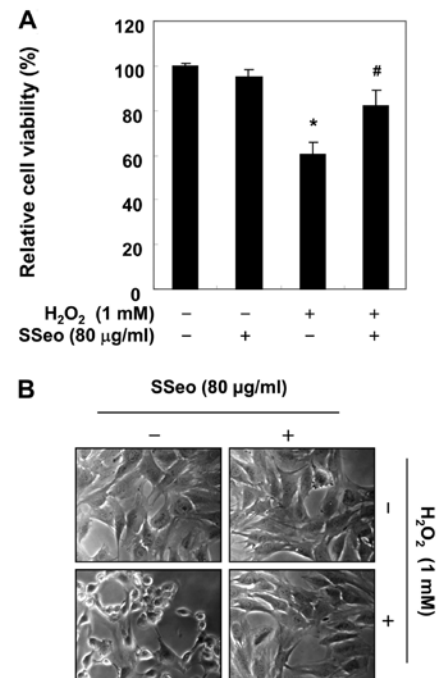 A
Relative cell viability (%)
120
100
80
60
40
20
0
*
#
H₂O₂ (1 mM) – – + +
SSeo (80 μg/ml) – + – +
B
SSeo (80 μg/ml)
– +
–
+
H₂O₂ (1 mM)